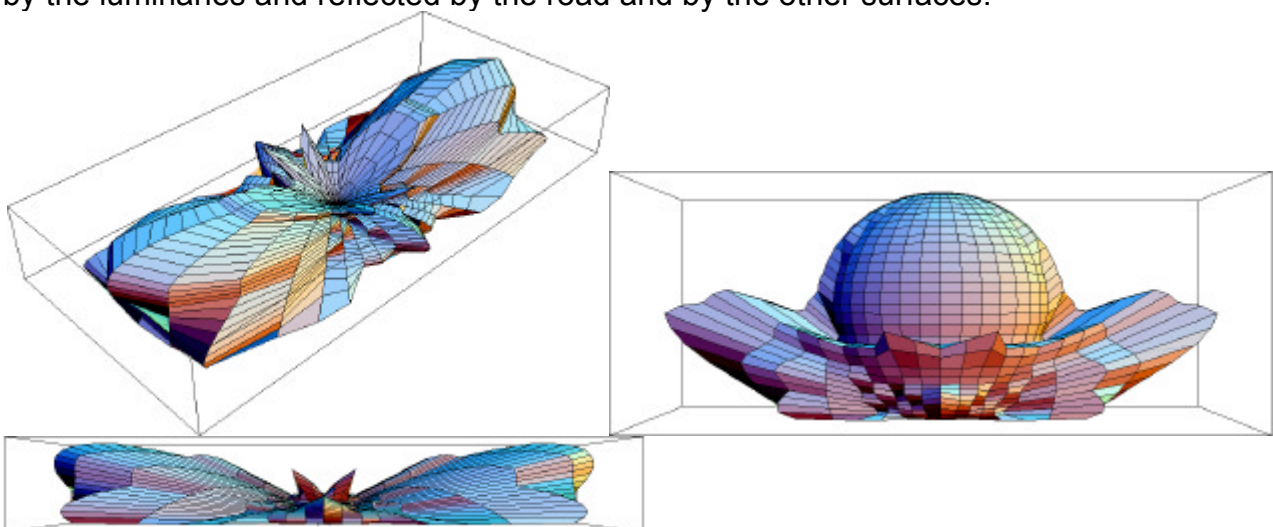 by the luminaries and reflected by the road and by the other surfaces.